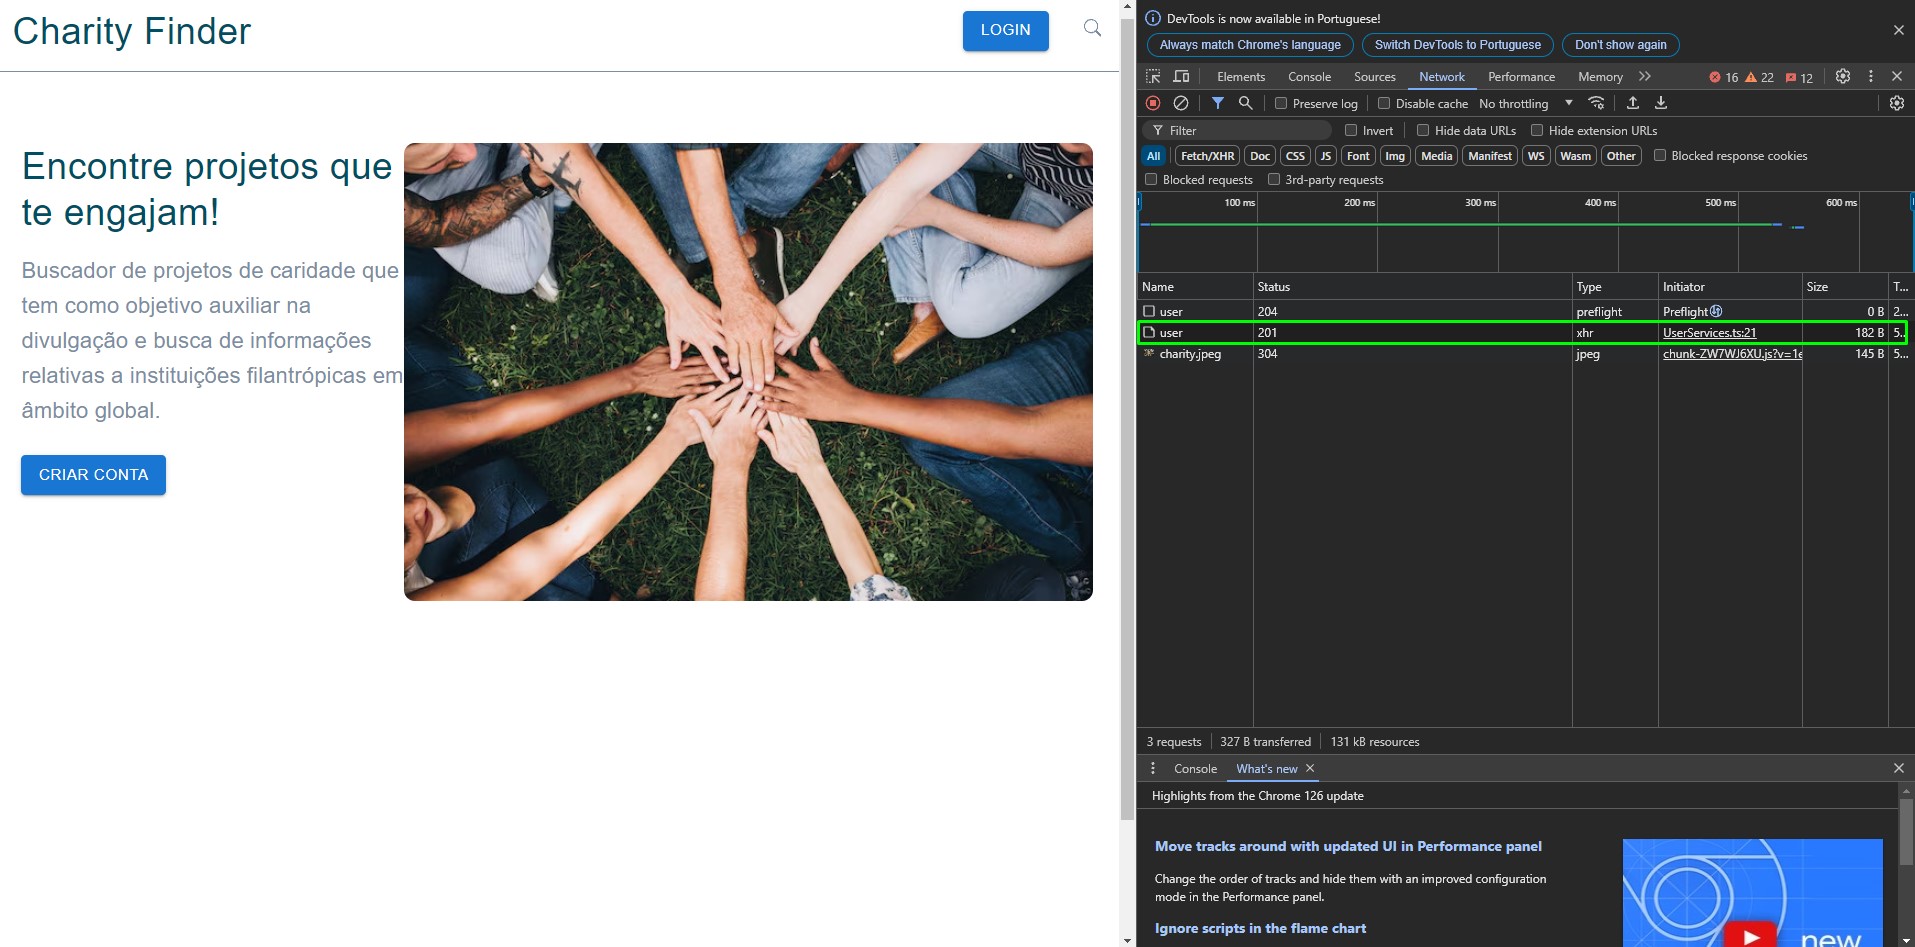 Charity Finder
LOGIN
Encontre projetos que
te engajam!
Buscador de projetos de caridade que
tem como objetivo auxiliar na
divulgação e busca de informações
relativas a instituições filantrópicas em
âmbito global.
CRIAR CONTA
DevTools is now available in Portuguese!
Always match Chrome's language Switch DevTools to Portuguese Don't show again
Elements Console Sources Network Performance Memory 16 22 12
Preserve log Disable cache No throttling
Filter Invert Hide data URLs Hide extension URLs
All Fetch/XHR Doc CSS JS Font Img Media Manifest WS Wasm Other Blocked response cookies
Blocked requests 3rd-party requests
100 ms 200 ms 300 ms 400 ms 500 ms 600 ms
Name Status Type Initiator Size T...
user 204 preflight Preflight 0 B 2...
user 201 xhr UserServices.ts:21 182 B 5...
charity.jpeg 304 jpeg chunk-ZW7WJ6XU.js?v=1e 145 B 5...
3 requests 327 B transferred 131 kB resources
Console What's new
Highlights from the Chrome 126 update
Move tracks around with updated UI in Performance panel
Change the order of tracks and hide them with an improved configuration
mode in the Performance panel.
Ignore scripts in the flame chart
new